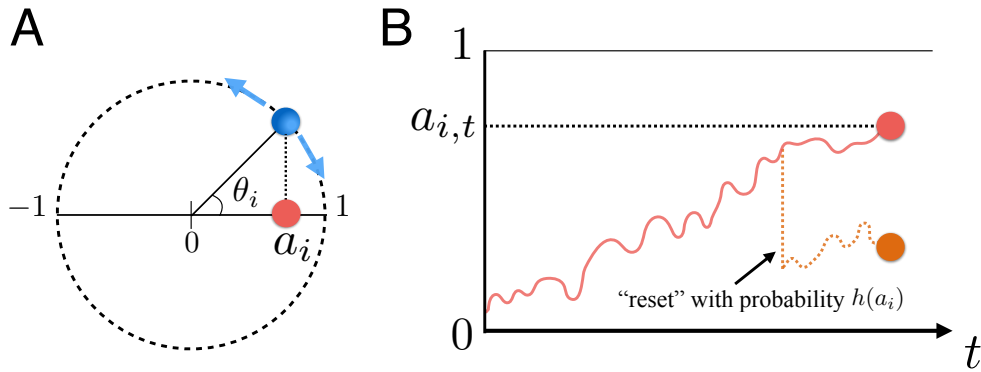 A
θ_i
−1
0
a_i
1
B
1
a_{i,t}
“reset” with probability h(a_i)
0
t